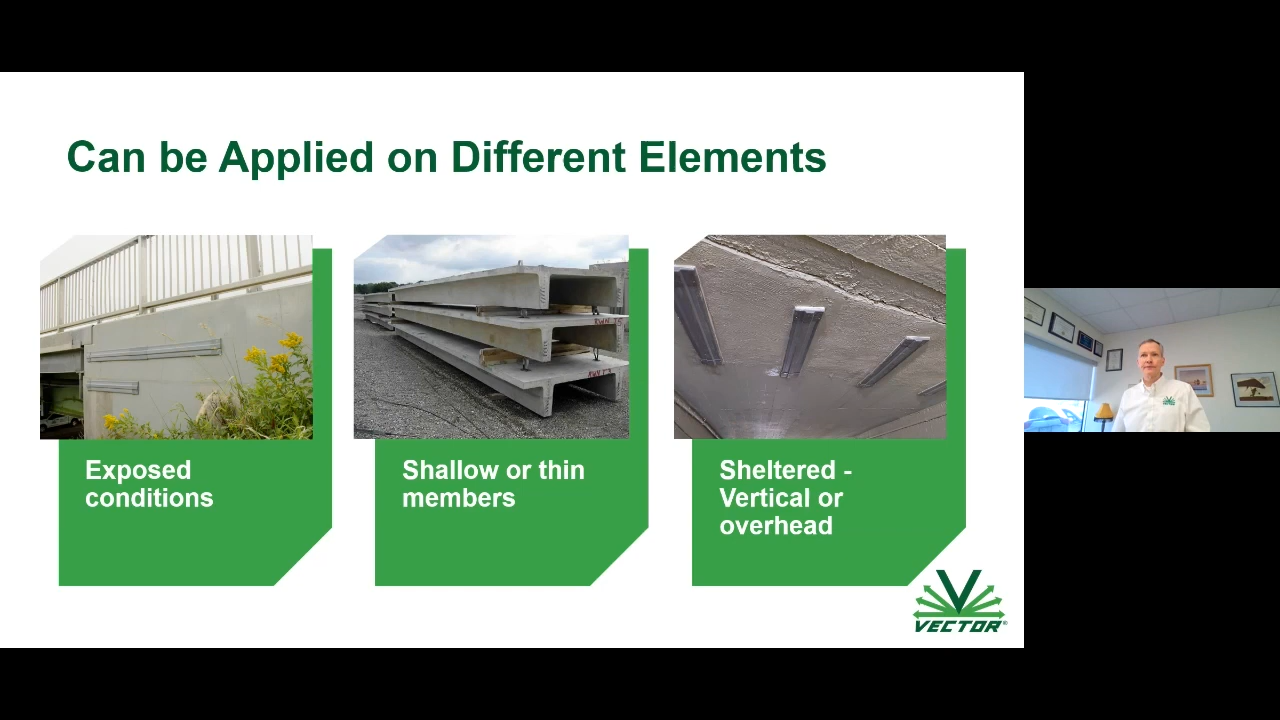 Can be Applied on Different Elements
Exposed
conditions
Shallow or thin
members
Sheltered -
Vertical or
overhead
VECTOR®